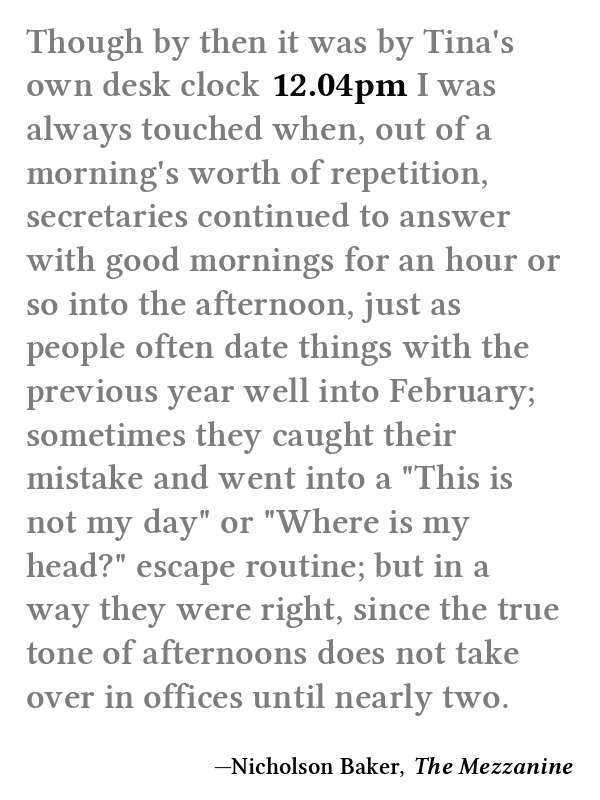 Though by then it was by Tina's
own desk clock 12.04pm I was
always touched when, out of a
morning's worth of repetition,
secretaries continued to answer
with good mornings for an hour or
so into the afternoon, just as
people often date things with the
previous year well into February;
sometimes they caught their
mistake and went into a "This is
not my day" or "Where is my
head?" escape routine; but in a
way they were right, since the true
tone of afternoons does not take
over in offices until nearly two.
—Nicholson Baker, The Mezzanine